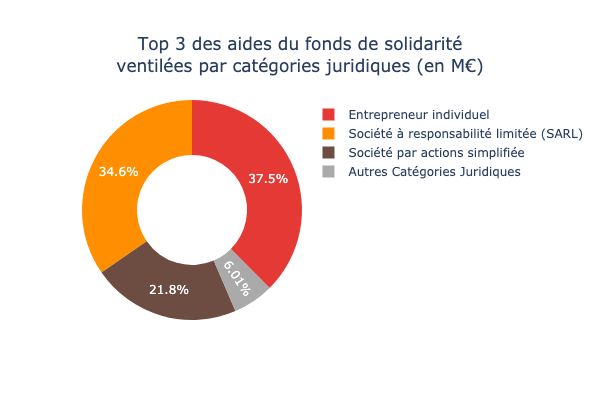 Top 3 des aides du fonds de solidarité
ventilées par catégories juridiques (en M€)
Entrepreneur individuel
Société à responsabilité limitée (SARL)
Société par actions simplifiée
Autres Catégories Juridiques
34.6%
37.5%
6.01%
21.8%